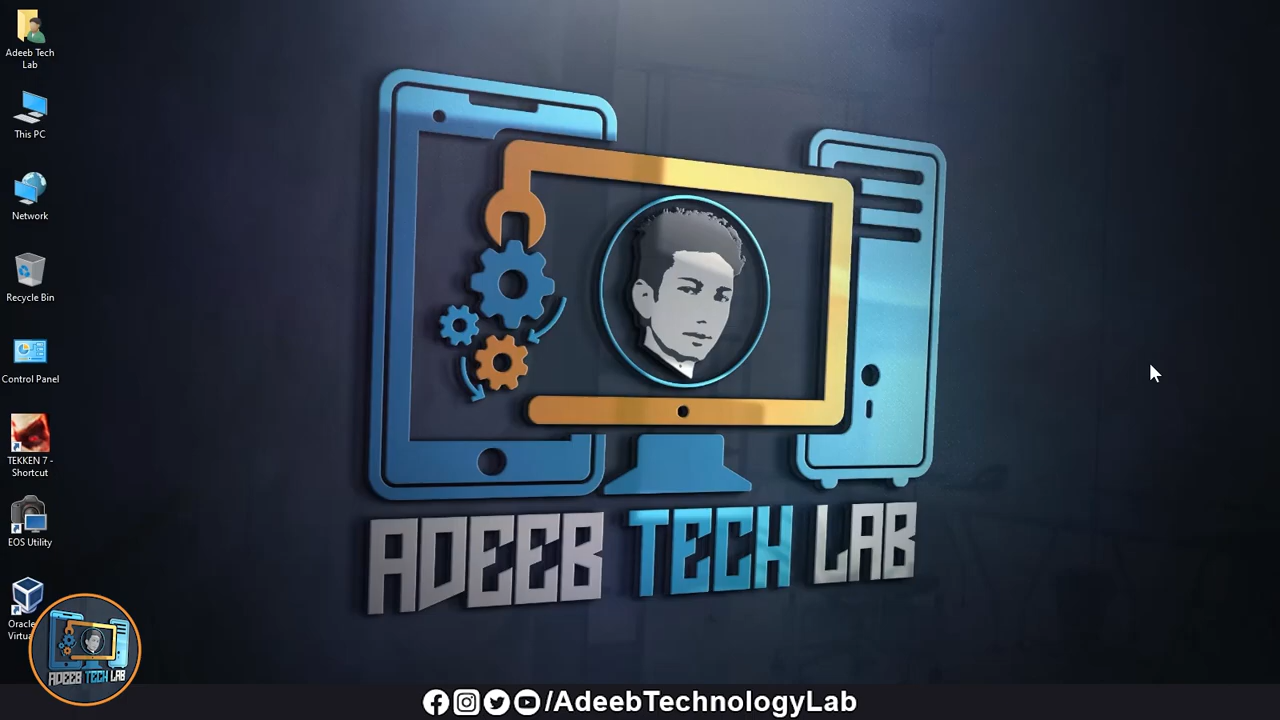 Adeeb Tech
Lab
This PC
Network
Recycle Bin
Control Panel
TEKKEN 7 -
Shortcut
EOS Utility
Oracle
ADEEB TECH LAB
ADEEB TECH LAB
/AdeebTechnologyLab